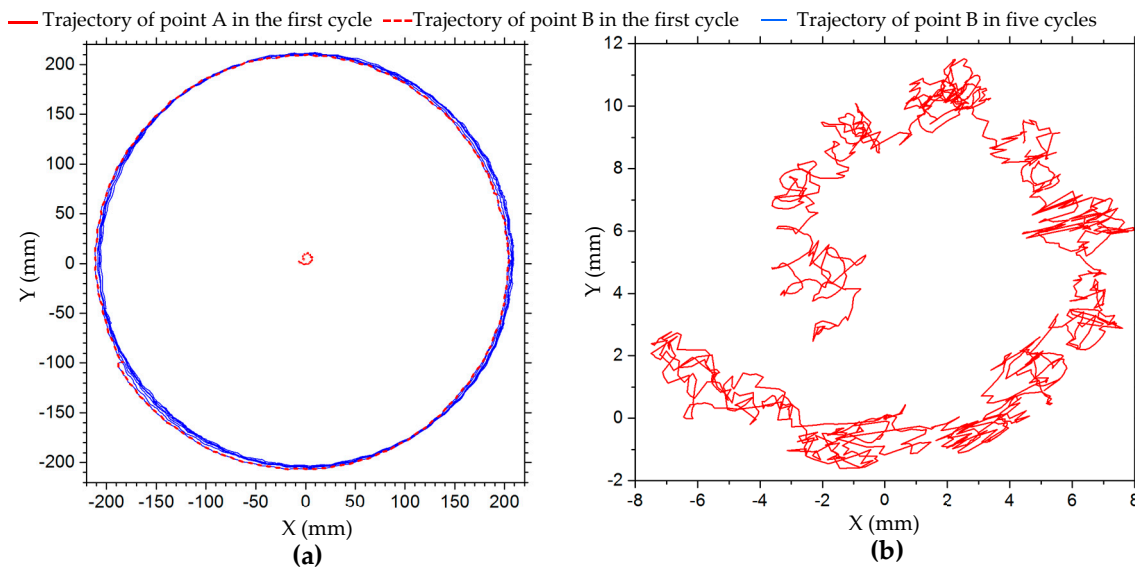 Trajectory of point A in the first cycle Trajectory of point B in the first cycle Trajectory of point B in five cycles
200
150
100
50
0
-50
-100
-150
-200
Y (mm)
-200 -150 -100 -50 0 50 100 150 200
X (mm)
(a)
12
10
8
6
4
2
0
-2
Y (mm)
-8 -6 -4 -2 0 2 4 6 8
X (mm)
(b)